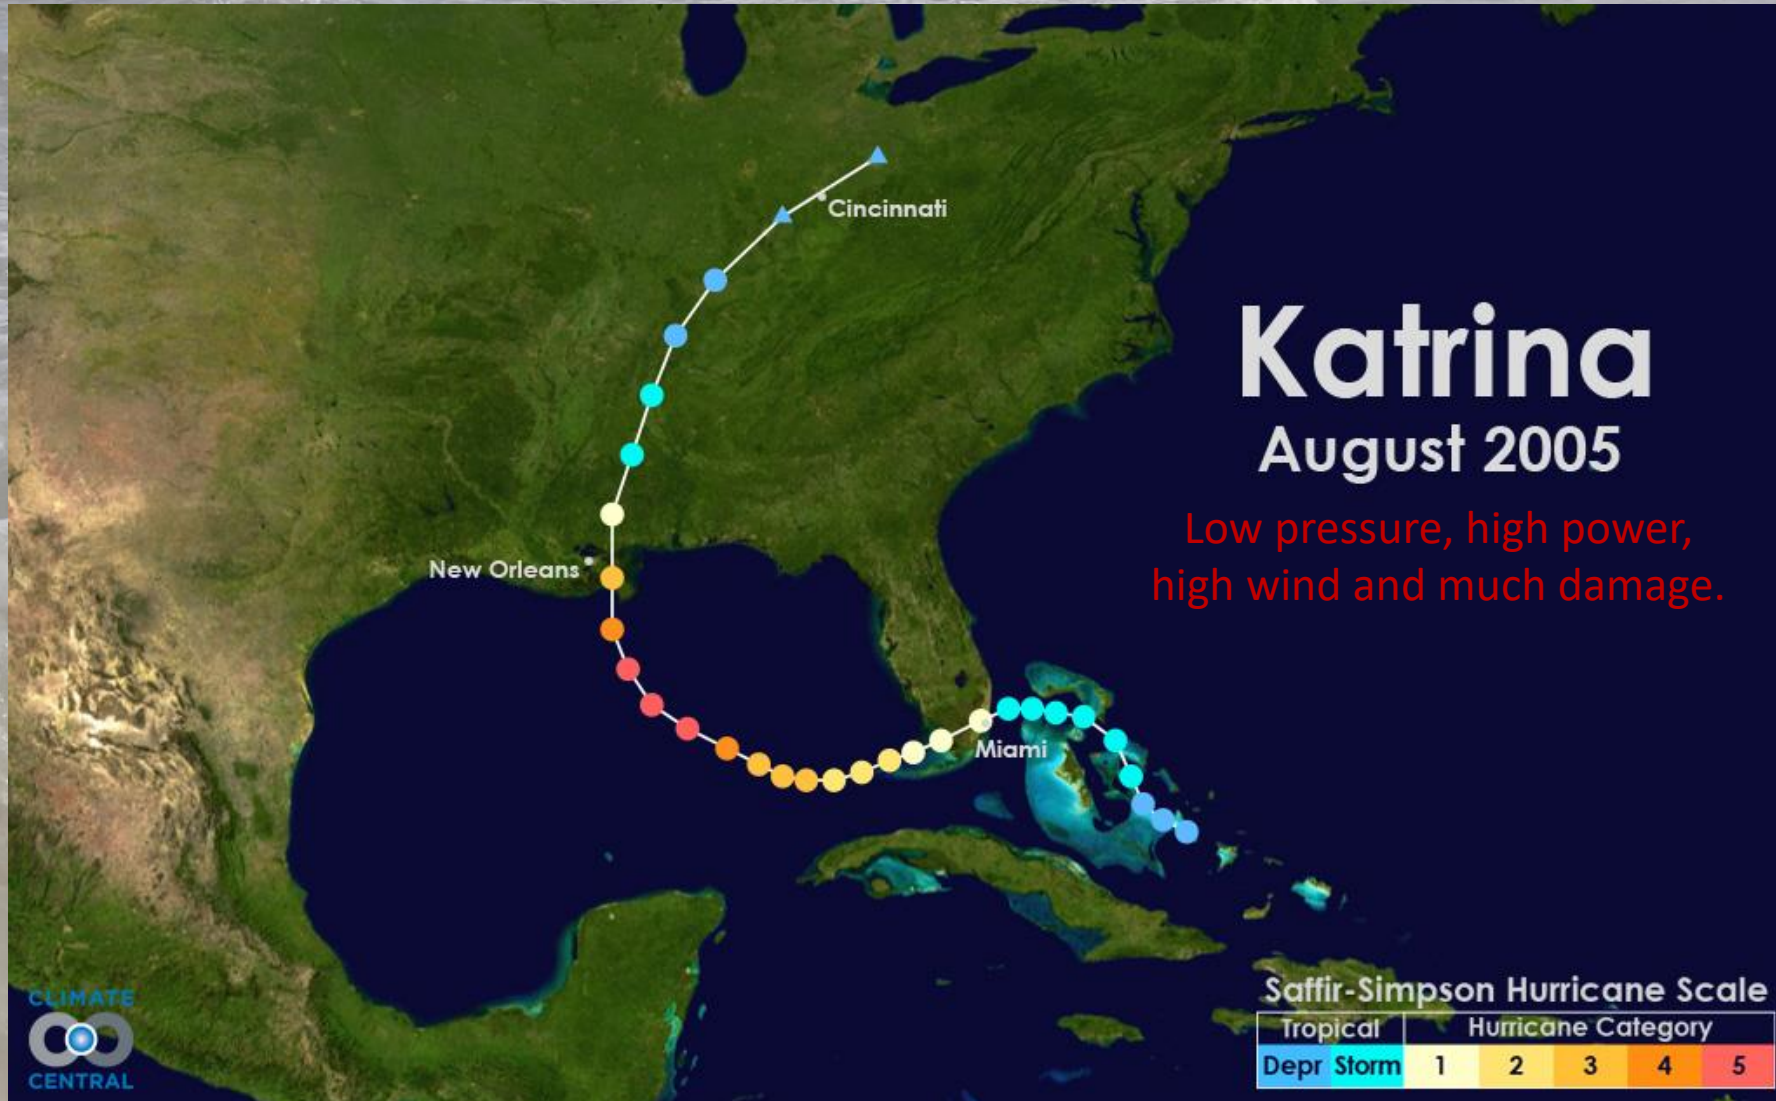 Cincinnati
Katrina
August 2005
Low pressure, high power,
high wind and much damage.
New Orleans
Miami
Saffir-Simpson Hurricane Scale
Tropical Hurricane Category
Depr Storm 1 2 3 4 5
CLIMATE
CENTRAL